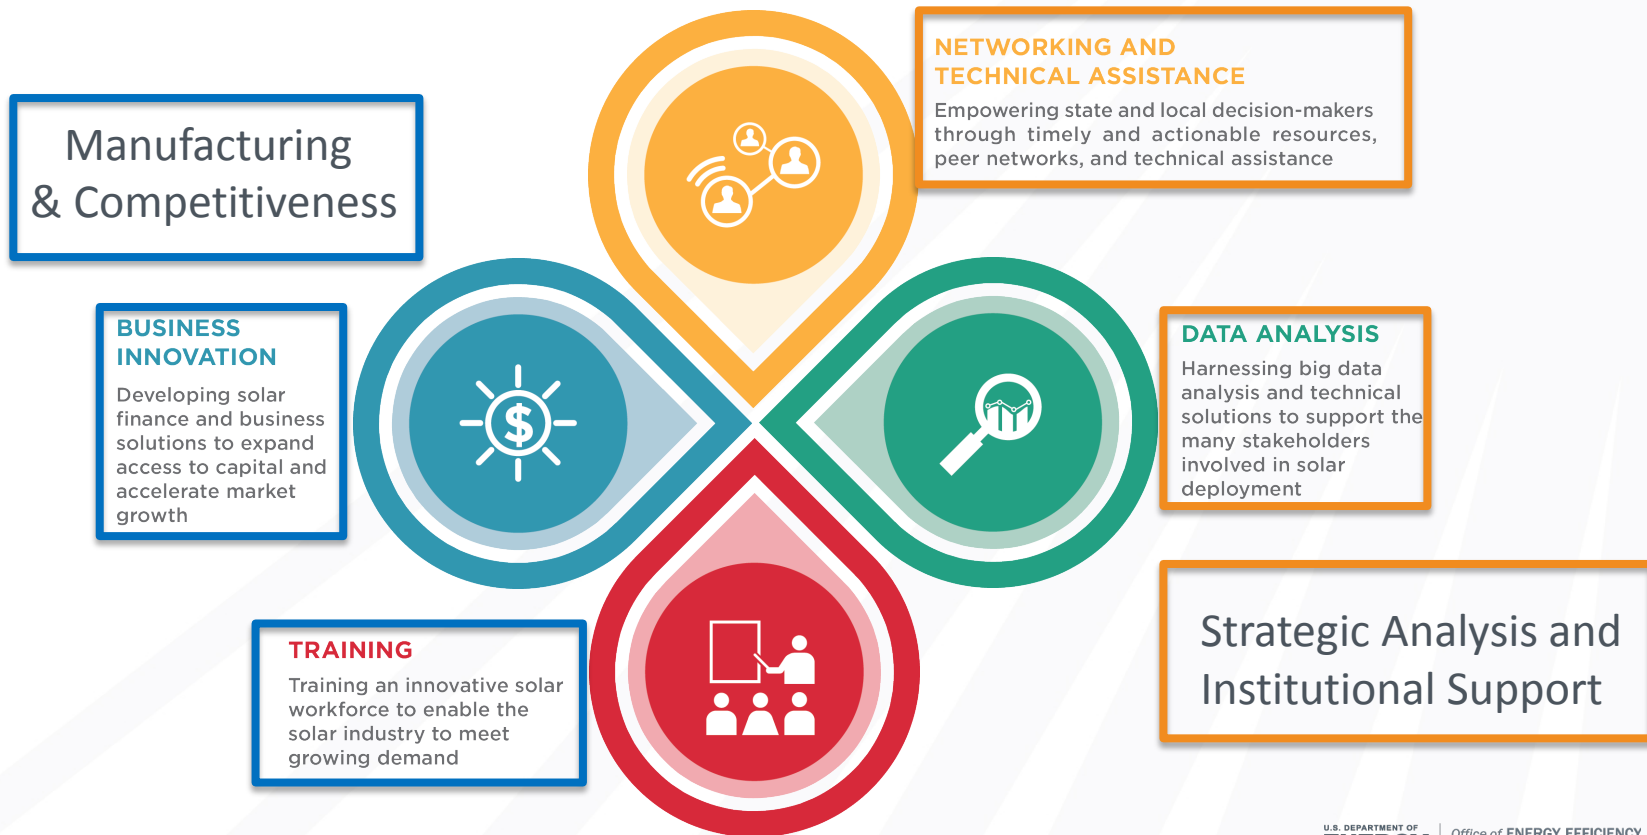 Manufacturing
& Competitiveness
NETWORKING AND
TECHNICAL ASSISTANCE
Empowering state and local decision-makers
through timely and actionable resources,
peer networks, and technical assistance
BUSINESS
INNOVATION
Developing solar
finance and business
solutions to expand
access to capital and
accelerate market
growth
$
DATA ANALYSIS
Harnessing big data
analysis and technical
solutions to support the
many stakeholders
involved in solar
deployment
TRAINING
Training an innovative solar
workforce to enable the
solar industry to meet
growing demand
Strategic Analysis and
Institutional Support
U.S. DEPARTMENT OF
Office of ENERGY EFFICIENCY